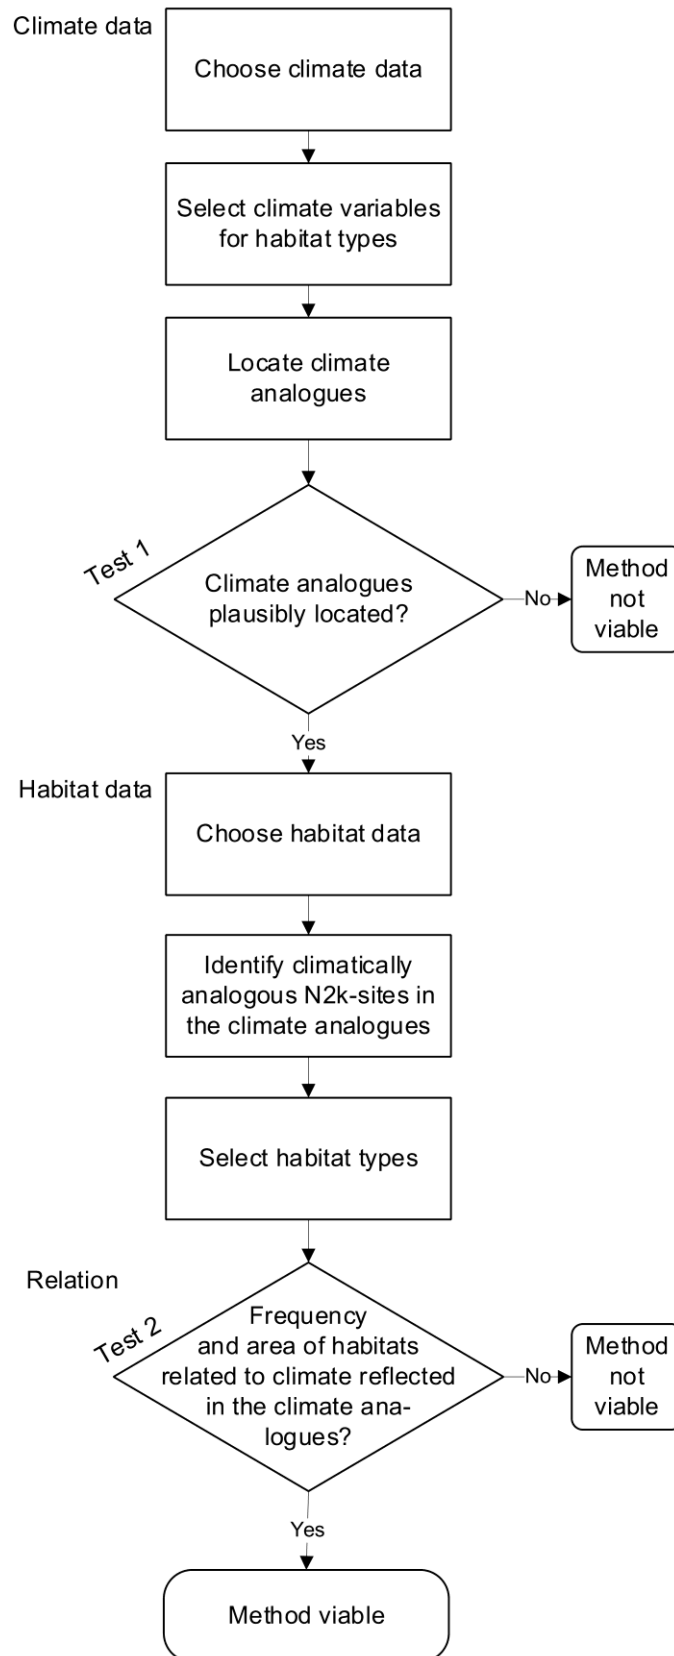 Climate data
Choose climate data
Select climate variables
for habitat types
Locate climate
analogues
Test 1
Climate analogues
plausibly located?
No
Method
not
viable
Yes
Habitat data
Choose habitat data
Identify climatically
analogous N2k-sites in
the climate analogues
Select habitat types
Relation
Test 2
Frequency
and area of habitats
related to climate reflected
in the climate ana-
logues?
No
Method
not
viable
Yes
Method viable